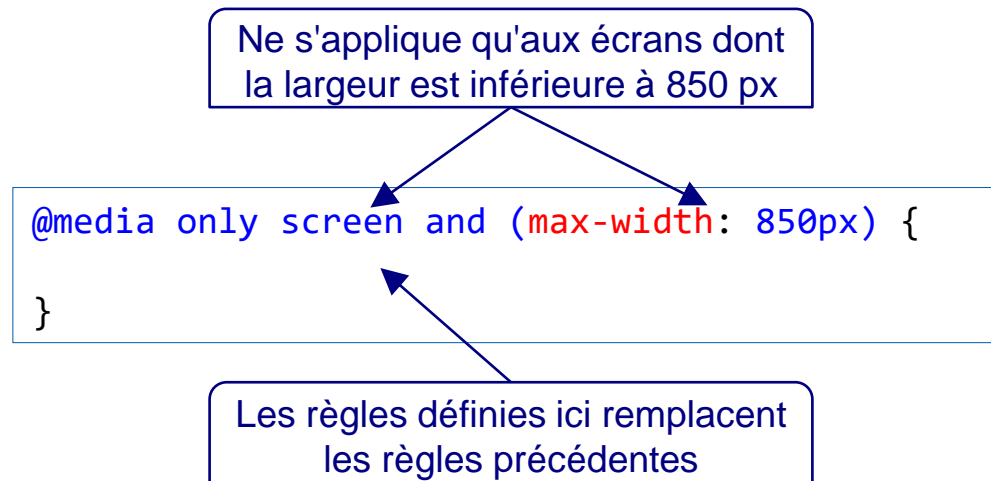 Ne s'applique qu'aux écrans dont
la largeur est inférieure à 850 px
@media only screen and (max-width: 850px) {
}
Les règles définies ici remplacent
les règles précédentes